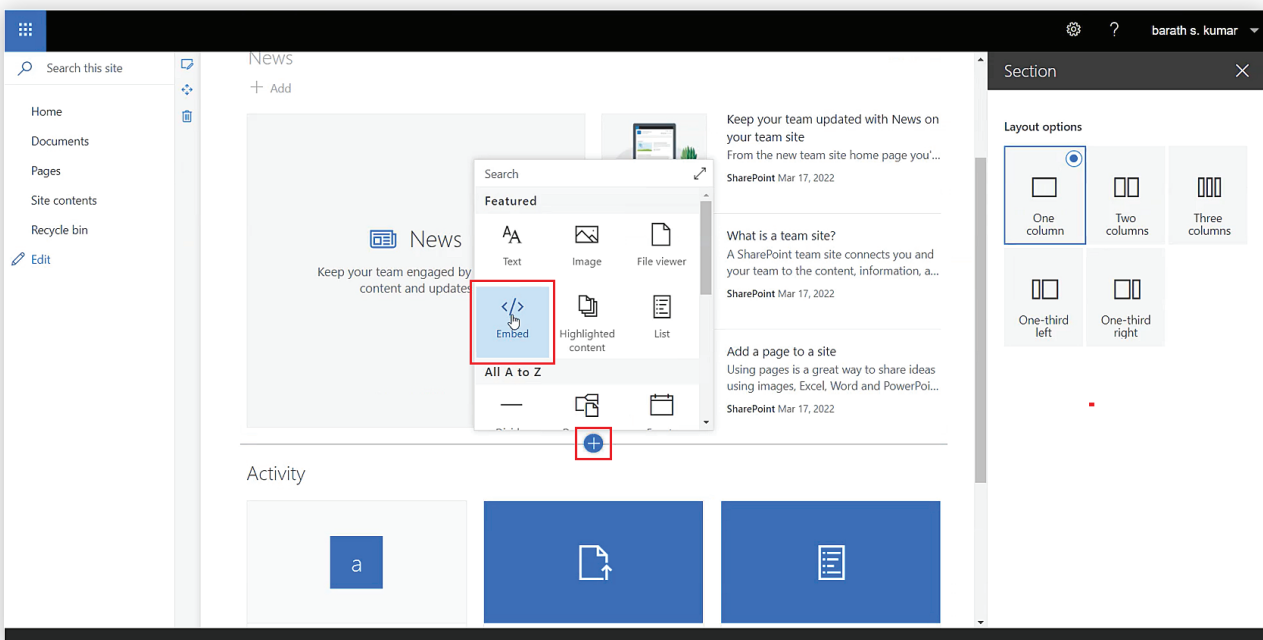 barath s. kumar
Search this site
Home
Documents
Pages
Site contents
Recycle bin
Edit
News
Add
News
Keep your team engaged by
content and updates
Keep your team updated with News on
your team site
From the new team site home page you'...
SharePoint Mar 17, 2022
What is a team site?
A SharePoint team site connects you and
your team to the content, information, a...
SharePoint Mar 17, 2022
Add a page to a site
Using pages is a great way to share ideas
using images, Excel, Word and PowerPoi...
SharePoint Mar 17, 2022
Search
Featured
Text
Image
File viewer
Embed
Highlighted
content
List
All A to Z
Activity
a
Section
Layout options
One
column
Two
columns
Three
columns
One-third
left
One-third
right